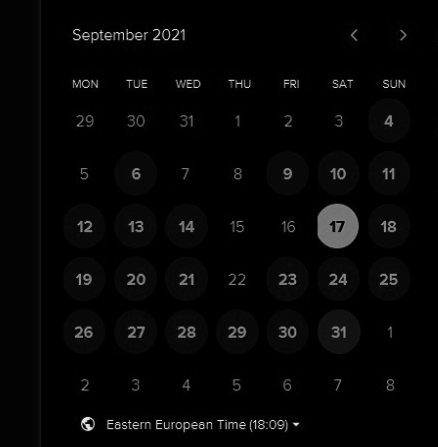 September 2021
MON TUE WED THU FRI SAT SUN
29 30 31 1 2 3 4
5 6 7 8 9 10 11
12 13 14 15 16 17 18
19 20 21 22 23 24 25
26 27 28 29 30 31 1
2 3 4 5 6 7 8
Eastern European Time (18:09)